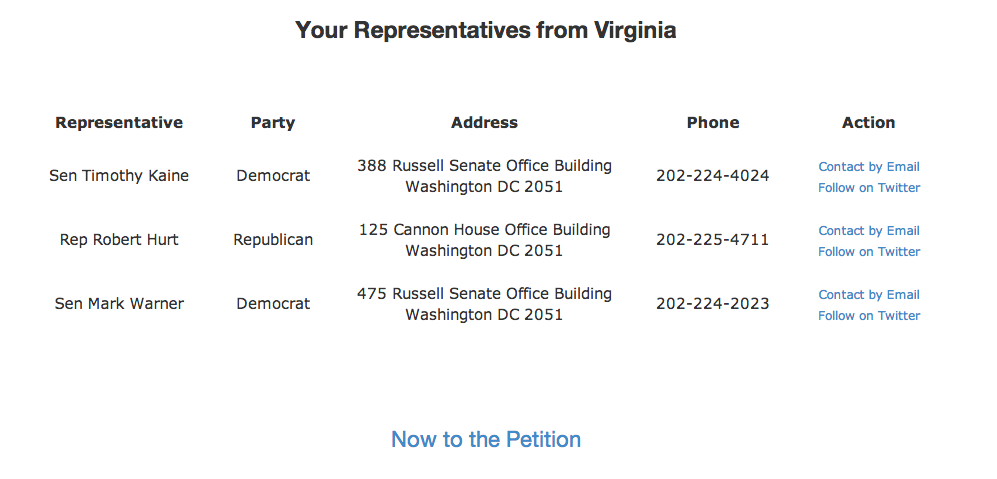 Your Representatives from Virginia
Representative Party Address Phone Action
Sen Timothy Kaine Democrat 388 Russell Senate Office Building 202-224-4024 Contact by Email
Washington DC 2051 Follow on Twitter
Rep Robert Hurt Republican 125 Cannon House Office Building 202-225-4711 Contact by Email
Washington DC 2051 Follow on Twitter
Sen Mark Warner Democrat 475 Russell Senate Office Building 202-224-2023 Contact by Email
Washington DC 2051 Follow on Twitter
Now to the Petition